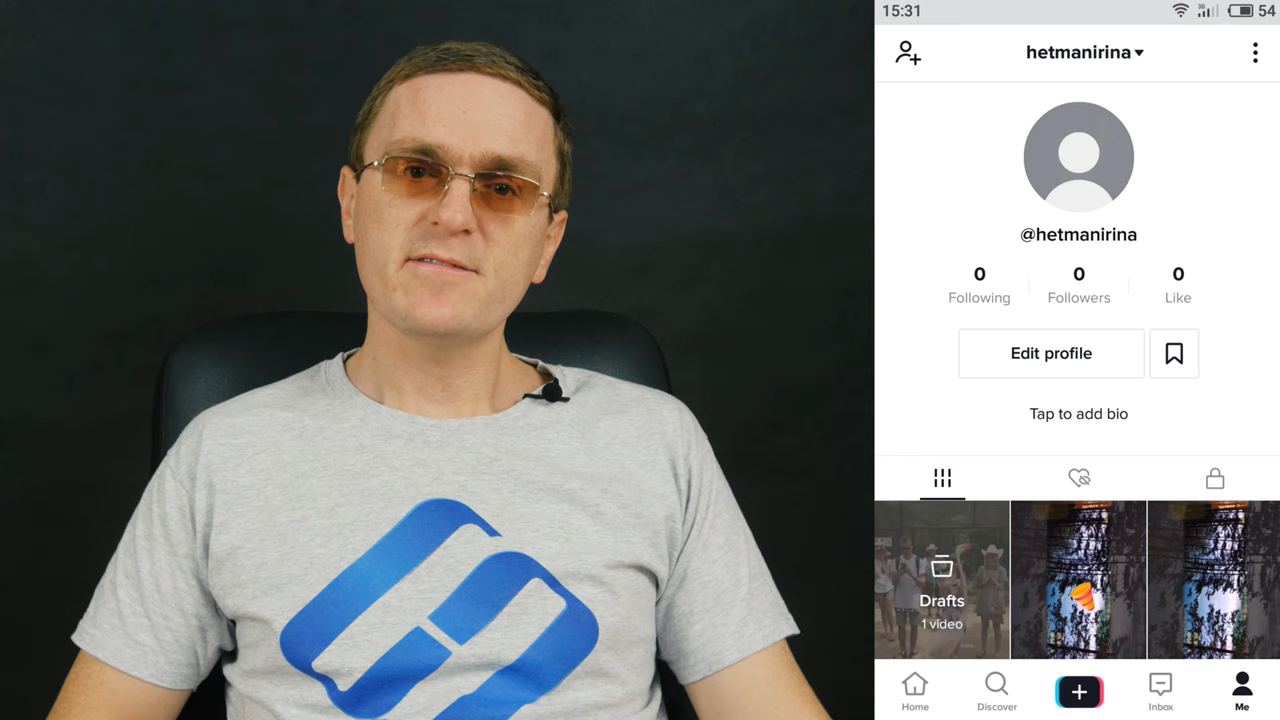 15:31
3G
54
hetmanirina
@hetmanirina
0
Following
0
Followers
0
Like
Edit profile
Tap to add bio
Drafts
1 video
Home
Discover
Inbox
Me